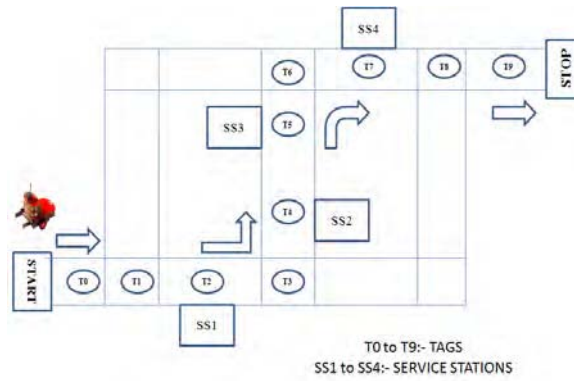 SS4
T6 T7 T8 T9 STOP
SS3 T5
T4 SS2
START T0 T1 T2 T3
SS1
T0 to T9:- TAGS
SS1 to SS4:- SERVICE STATIONS